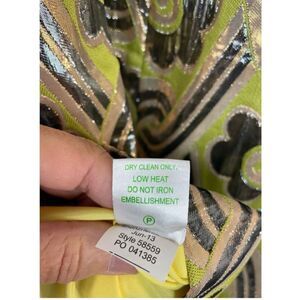 DRY CLEAN ONLY
LOW HEAT
DO NOT IRON
EMBELLISHMENT
P
Jun-13
Style 58559
PO 041385